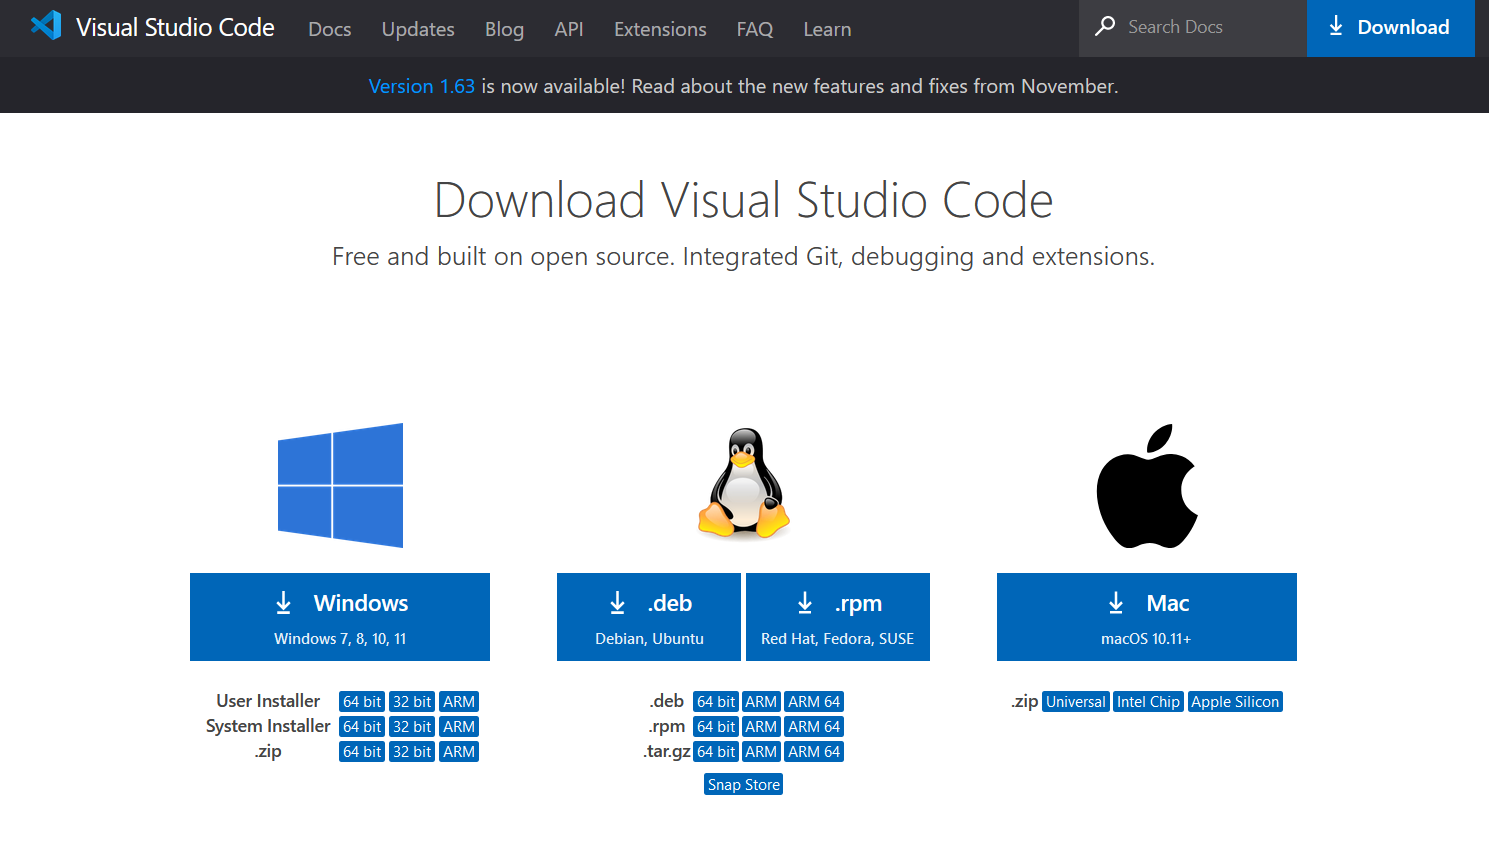 Visual Studio Code Docs Updates Blog API Extensions FAQ Learn Search Docs Download
Version 1.63 is now available! Read about the new features and fixes from November.
Download Visual Studio Code
Free and built on open source. Integrated Git, debugging and extensions.
Windows
Windows 7, 8, 10, 11
User Installer 64 bit 32 bit ARM
System Installer 64 bit 32 bit ARM
.zip 64 bit 32 bit ARM
.deb
Debian, Ubuntu
.rpm
Red Hat, Fedora, SUSE
.deb 64 bit ARM ARM 64
.rpm 64 bit ARM ARM 64
.tar.gz 64 bit ARM ARM 64
Snap Store
Mac
macOS 10.11+
.zip Universal Intel Chip Apple Silicon